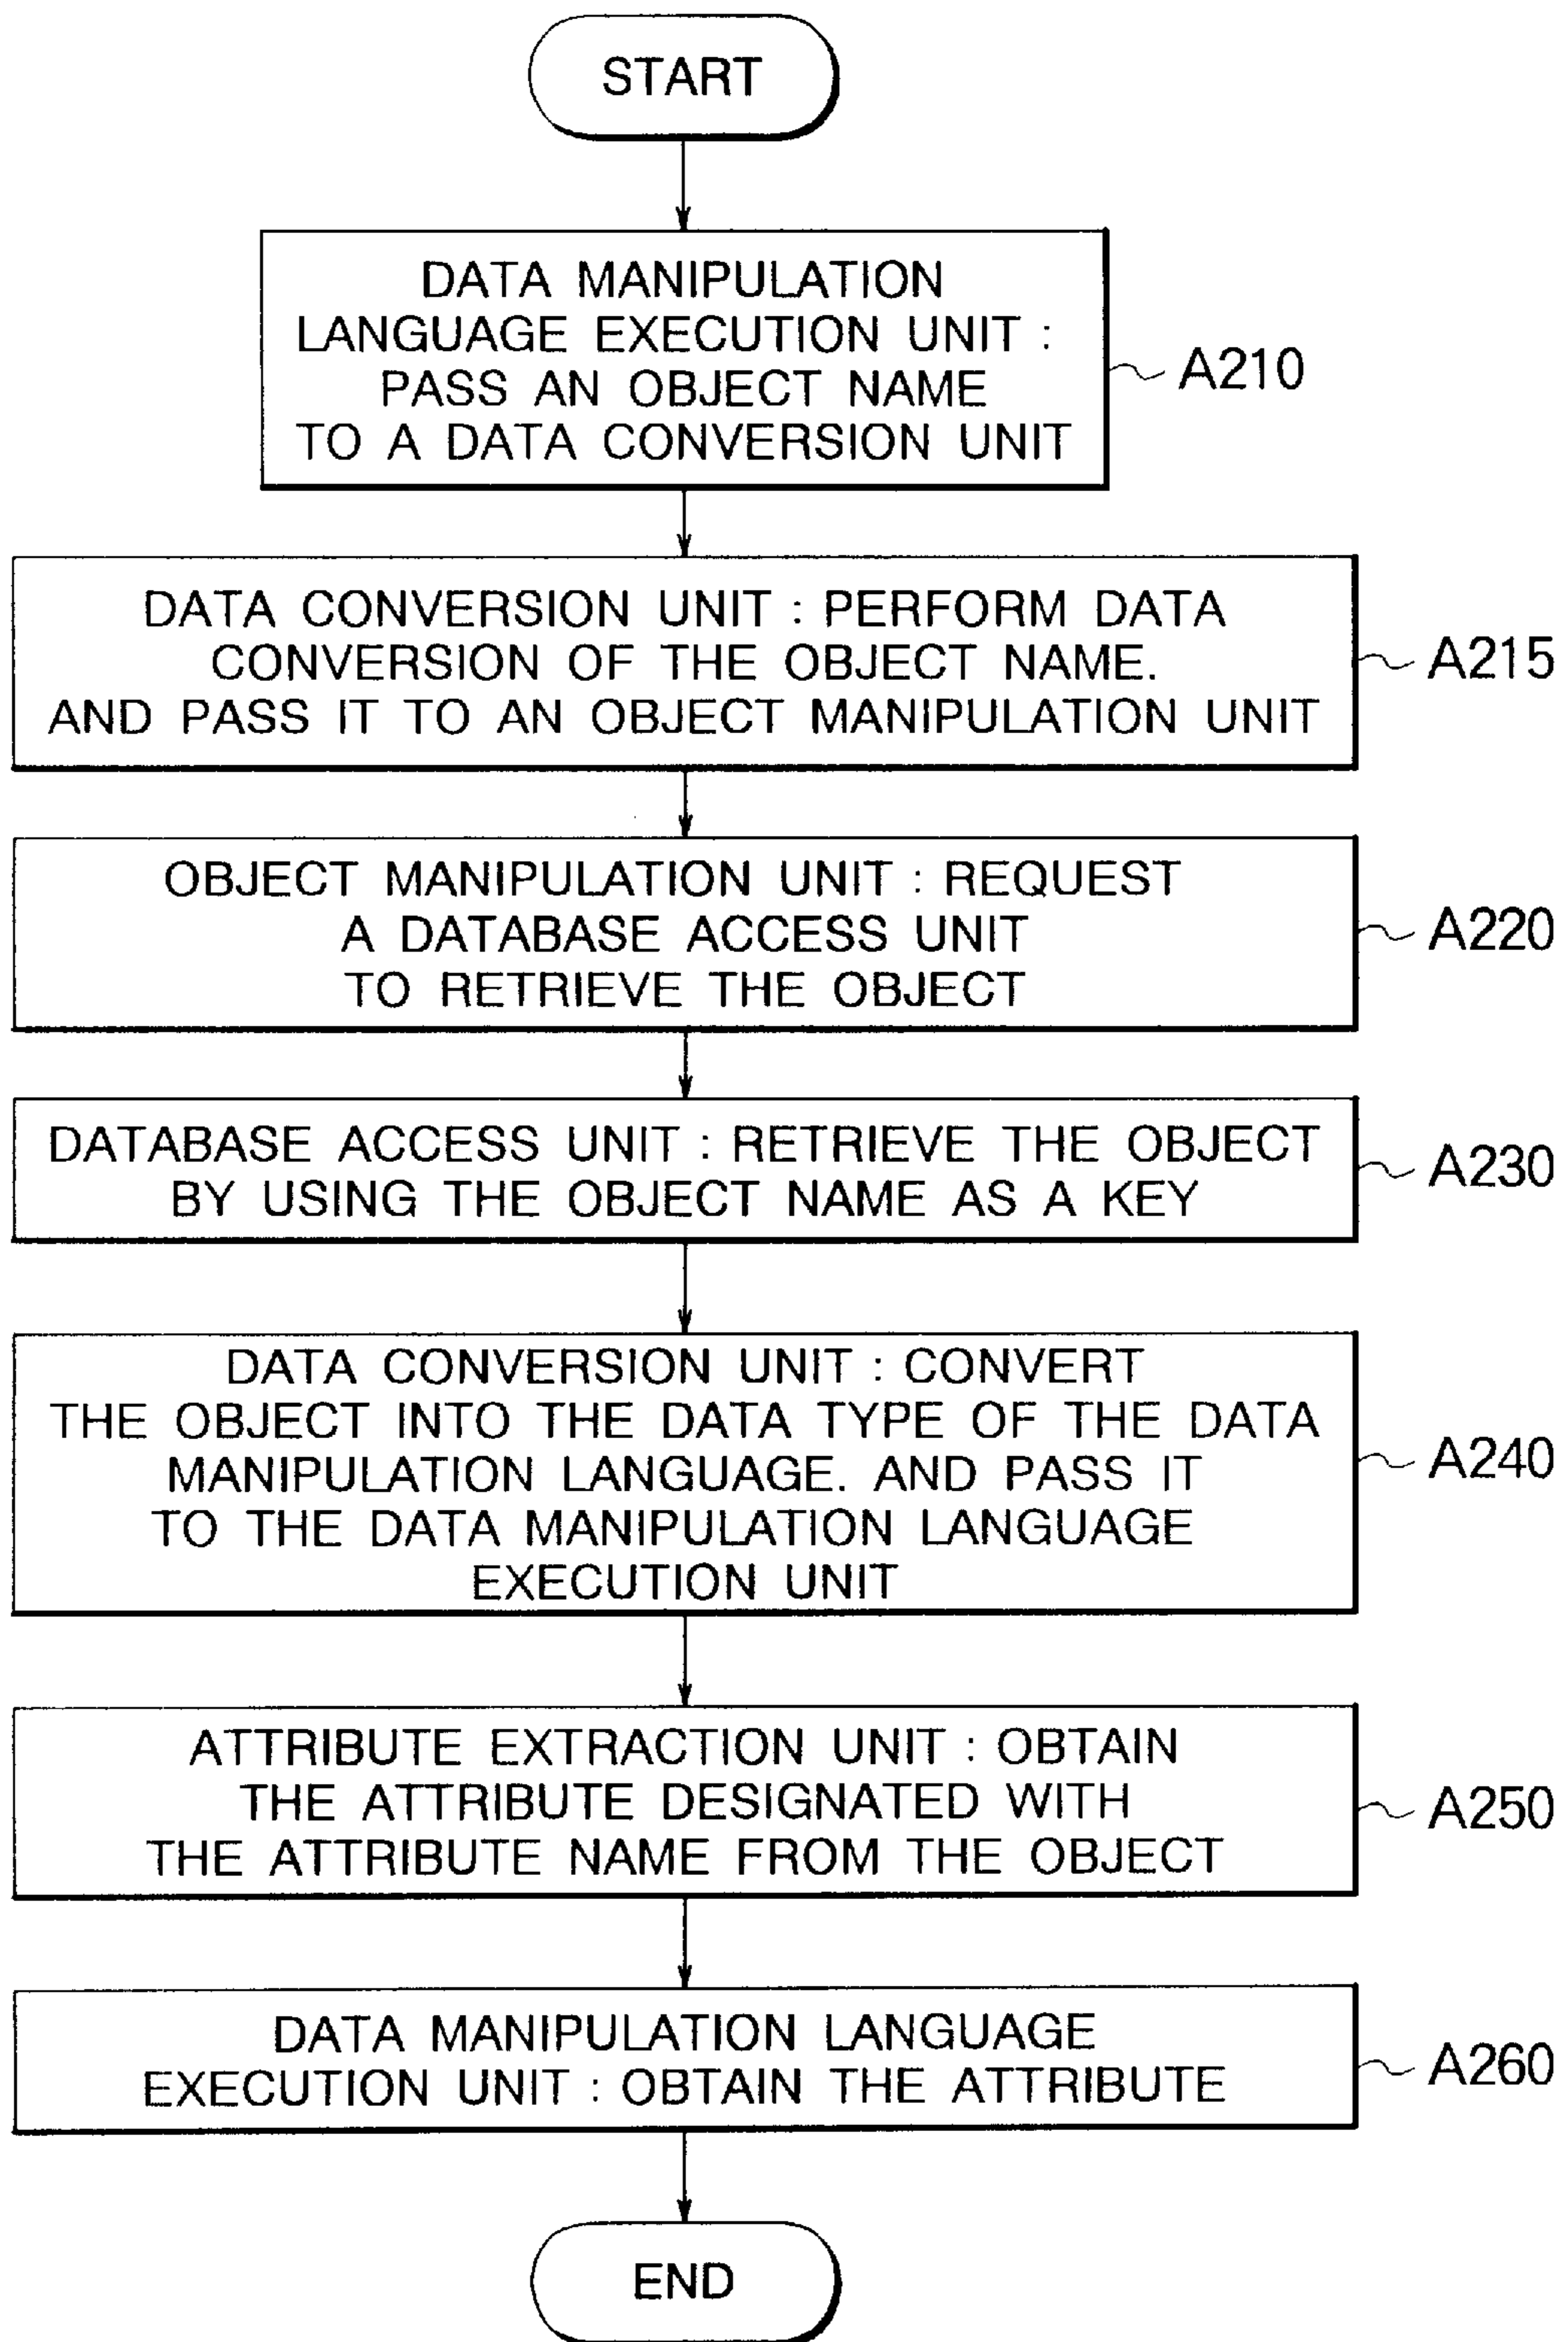 START
DATA MANIPULATION
LANGUAGE EXECUTION UNIT :
PASS AN OBJECT NAME
TO A DATA CONVERSION UNIT
A210
DATA CONVERSION UNIT : PERFORM DATA
CONVERSION OF THE OBJECT NAME.
AND PASS IT TO AN OBJECT MANIPULATION UNIT
A215
OBJECT MANIPULATION UNIT : REQUEST
A DATABASE ACCESS UNIT
TO RETRIEVE THE OBJECT
A220
DATABASE ACCESS UNIT : RETRIEVE THE OBJECT
BY USING THE OBJECT NAME AS A KEY
A230
DATA CONVERSION UNIT : CONVERT
THE OBJECT INTO THE DATA TYPE OF THE DATA
MANIPULATION LANGUAGE. AND PASS IT
TO THE DATA MANIPULATION LANGUAGE
EXECUTION UNIT
A240
ATTRIBUTE EXTRACTION UNIT : OBTAIN
THE ATTRIBUTE DESIGNATED WITH
THE ATTRIBUTE NAME FROM THE OBJECT
A250
DATA MANIPULATION LANGUAGE
EXECUTION UNIT : OBTAIN THE ATTRIBUTE
A260
END